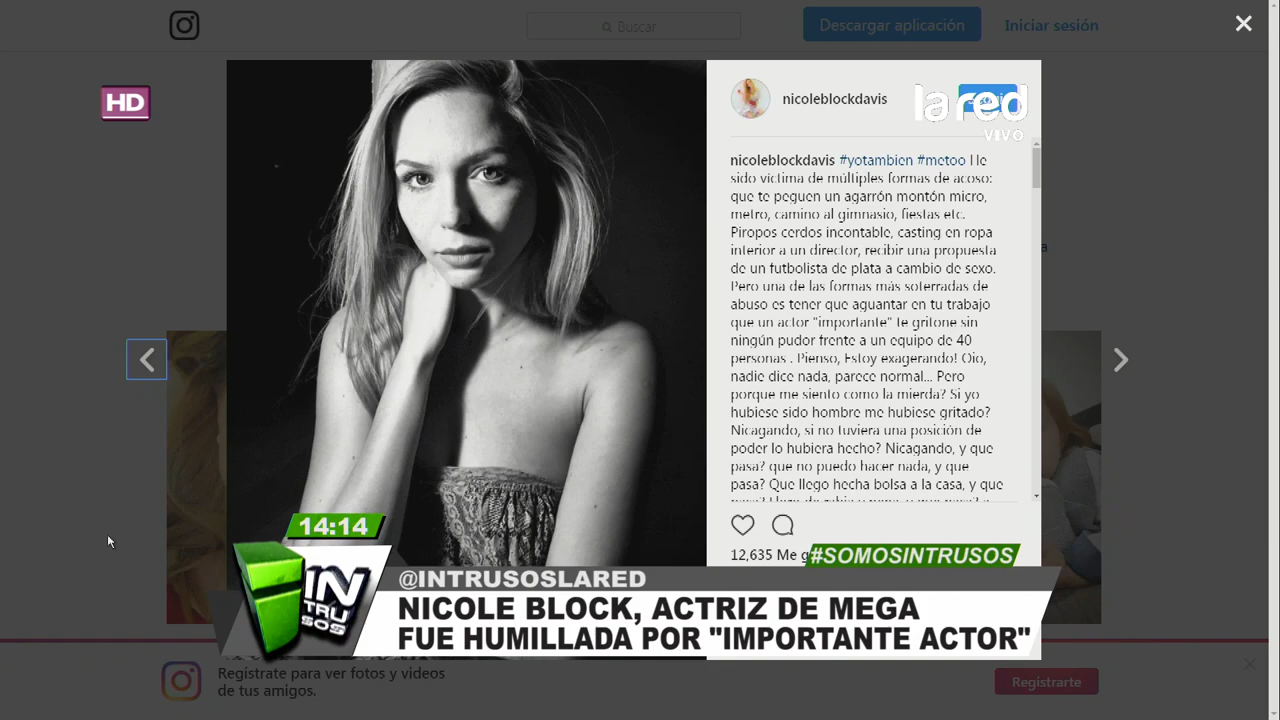 Buscar
Descargar aplicación
Iniciar sesión
HD
nicoleblockdavis
la red
VIVO
nicoleblockdavis #yotambien #metoo He
sido victima de múltiples formas de acoso:
que te peguen un agarrón montón micro,
metro, camino al gimnasio, fiestas etc.
Piropos cerdos incontable, casting en ropa
interior a un director, recibir una propuesta
de un futbolista de plata a cambio de sexo.
Pero una de las formas más soterradas de
abuso es tener que aguantar en tu trabajo
que un actor "importante" te gritone sin
ningún pudor frente a un equipo de 40
personas . Pienso, Estoy exagerando! Ojo,
nadie dice nada, parece normal... Pero
porque me siento como la mierda? Si yo
hubiese sido hombre me hubiese gritado?
Nicagando, si no tuviera una posición de
poder lo hubiera hecho? Nicagando, y que
pasa? que no puedo hacer nada, y que
pasa? Que llego hecha bolsa a la casa, y que
12,635 Me g
14:14
#SOMOSINTRUSOS
INTRUSOS
@INTRUSOSLARED
NICOLE BLOCK, ACTRIZ DE MEGA
FUE HUMILLADA POR "IMPORTANTE ACTOR"
Regístrate para ver fotos y videos
de tus amigos.
Registrarte